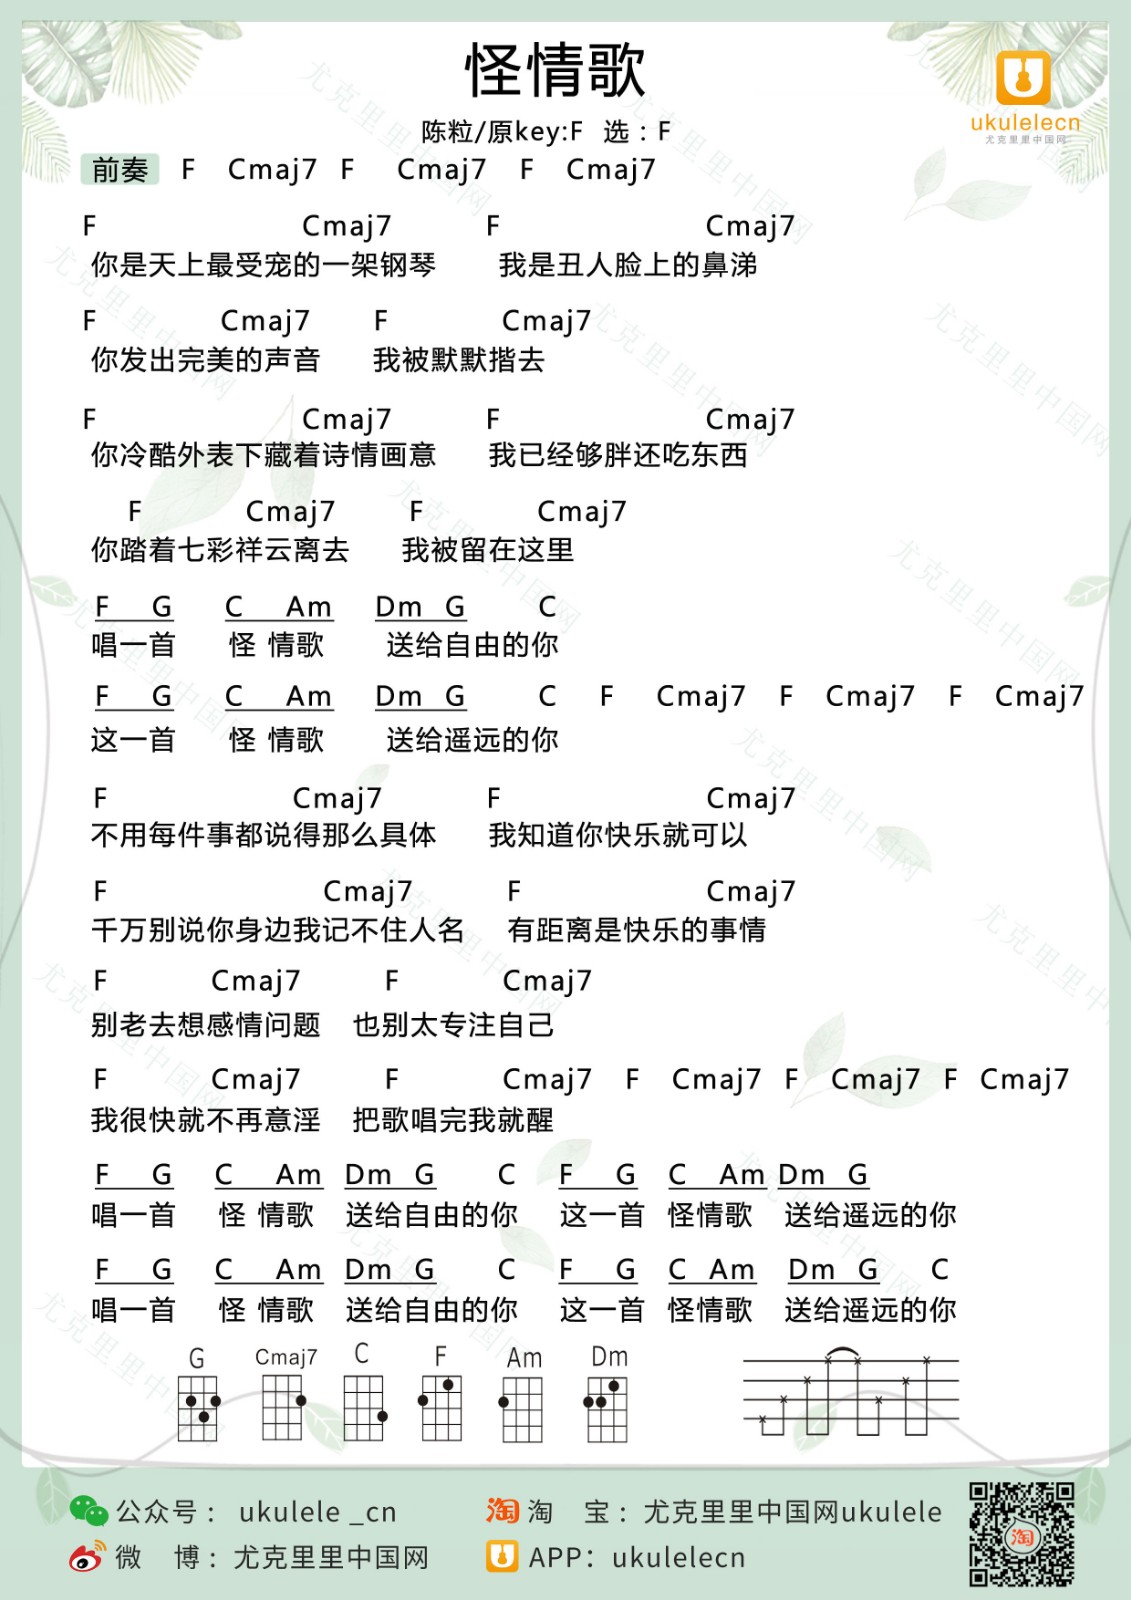 怪情歌
ukulelecn
尤克里里中国网
陈粒/原key:F 选：F
前奏 F Cmaj7 F Cmaj7 F Cmaj7
F Cmaj7 F Cmaj7
你是天上最受宠的一架钢琴 我是丑人脸上的鼻涕
F Cmaj7 F Cmaj7
你发出完美的声音 我被默默揩去
F Cmaj7 F Cmaj7
你冷酷外表下藏着诗情画意 我已经够胖还吃东西
F Cmaj7 F Cmaj7
你踏着七彩祥云离去 我被留在这里
F G C Am Dm G C
唱一首 怪 情歌 送给自由的你
F G C Am Dm G C F Cmaj7 F Cmaj7 F Cmaj7
这一首 怪 情歌 送给遥远的你
F Cmaj7 F Cmaj7
不用每件事都说得那么具体 我知道你快乐就可以
F Cmaj7 F Cmaj7
千万别说你身边我记不住人名 有距离是快乐的事情
F Cmaj7 F Cmaj7
别老去想感情问题 也别太专注自己
F Cmaj7 F Cmaj7 F Cmaj7 F Cmaj7 F Cmaj7
我很快就不再意淫 把歌唱完我就醒
F G C Am Dm G C F G C Am Dm G
唱一首 怪 情歌 送给自由的你 这一首 怪情歌 送给遥远的你
F G C Am Dm G C F G C Am Dm G C
唱一首 怪 情歌 送给自由的你 这一首 怪情歌 送给遥远的你
G Cmaj7 C F Am Dm
公众号： ukulele _cn 淘 淘 宝：尤克里里中国网ukulele
微 博：尤克里里中国网 APP：ukulelecn
淘